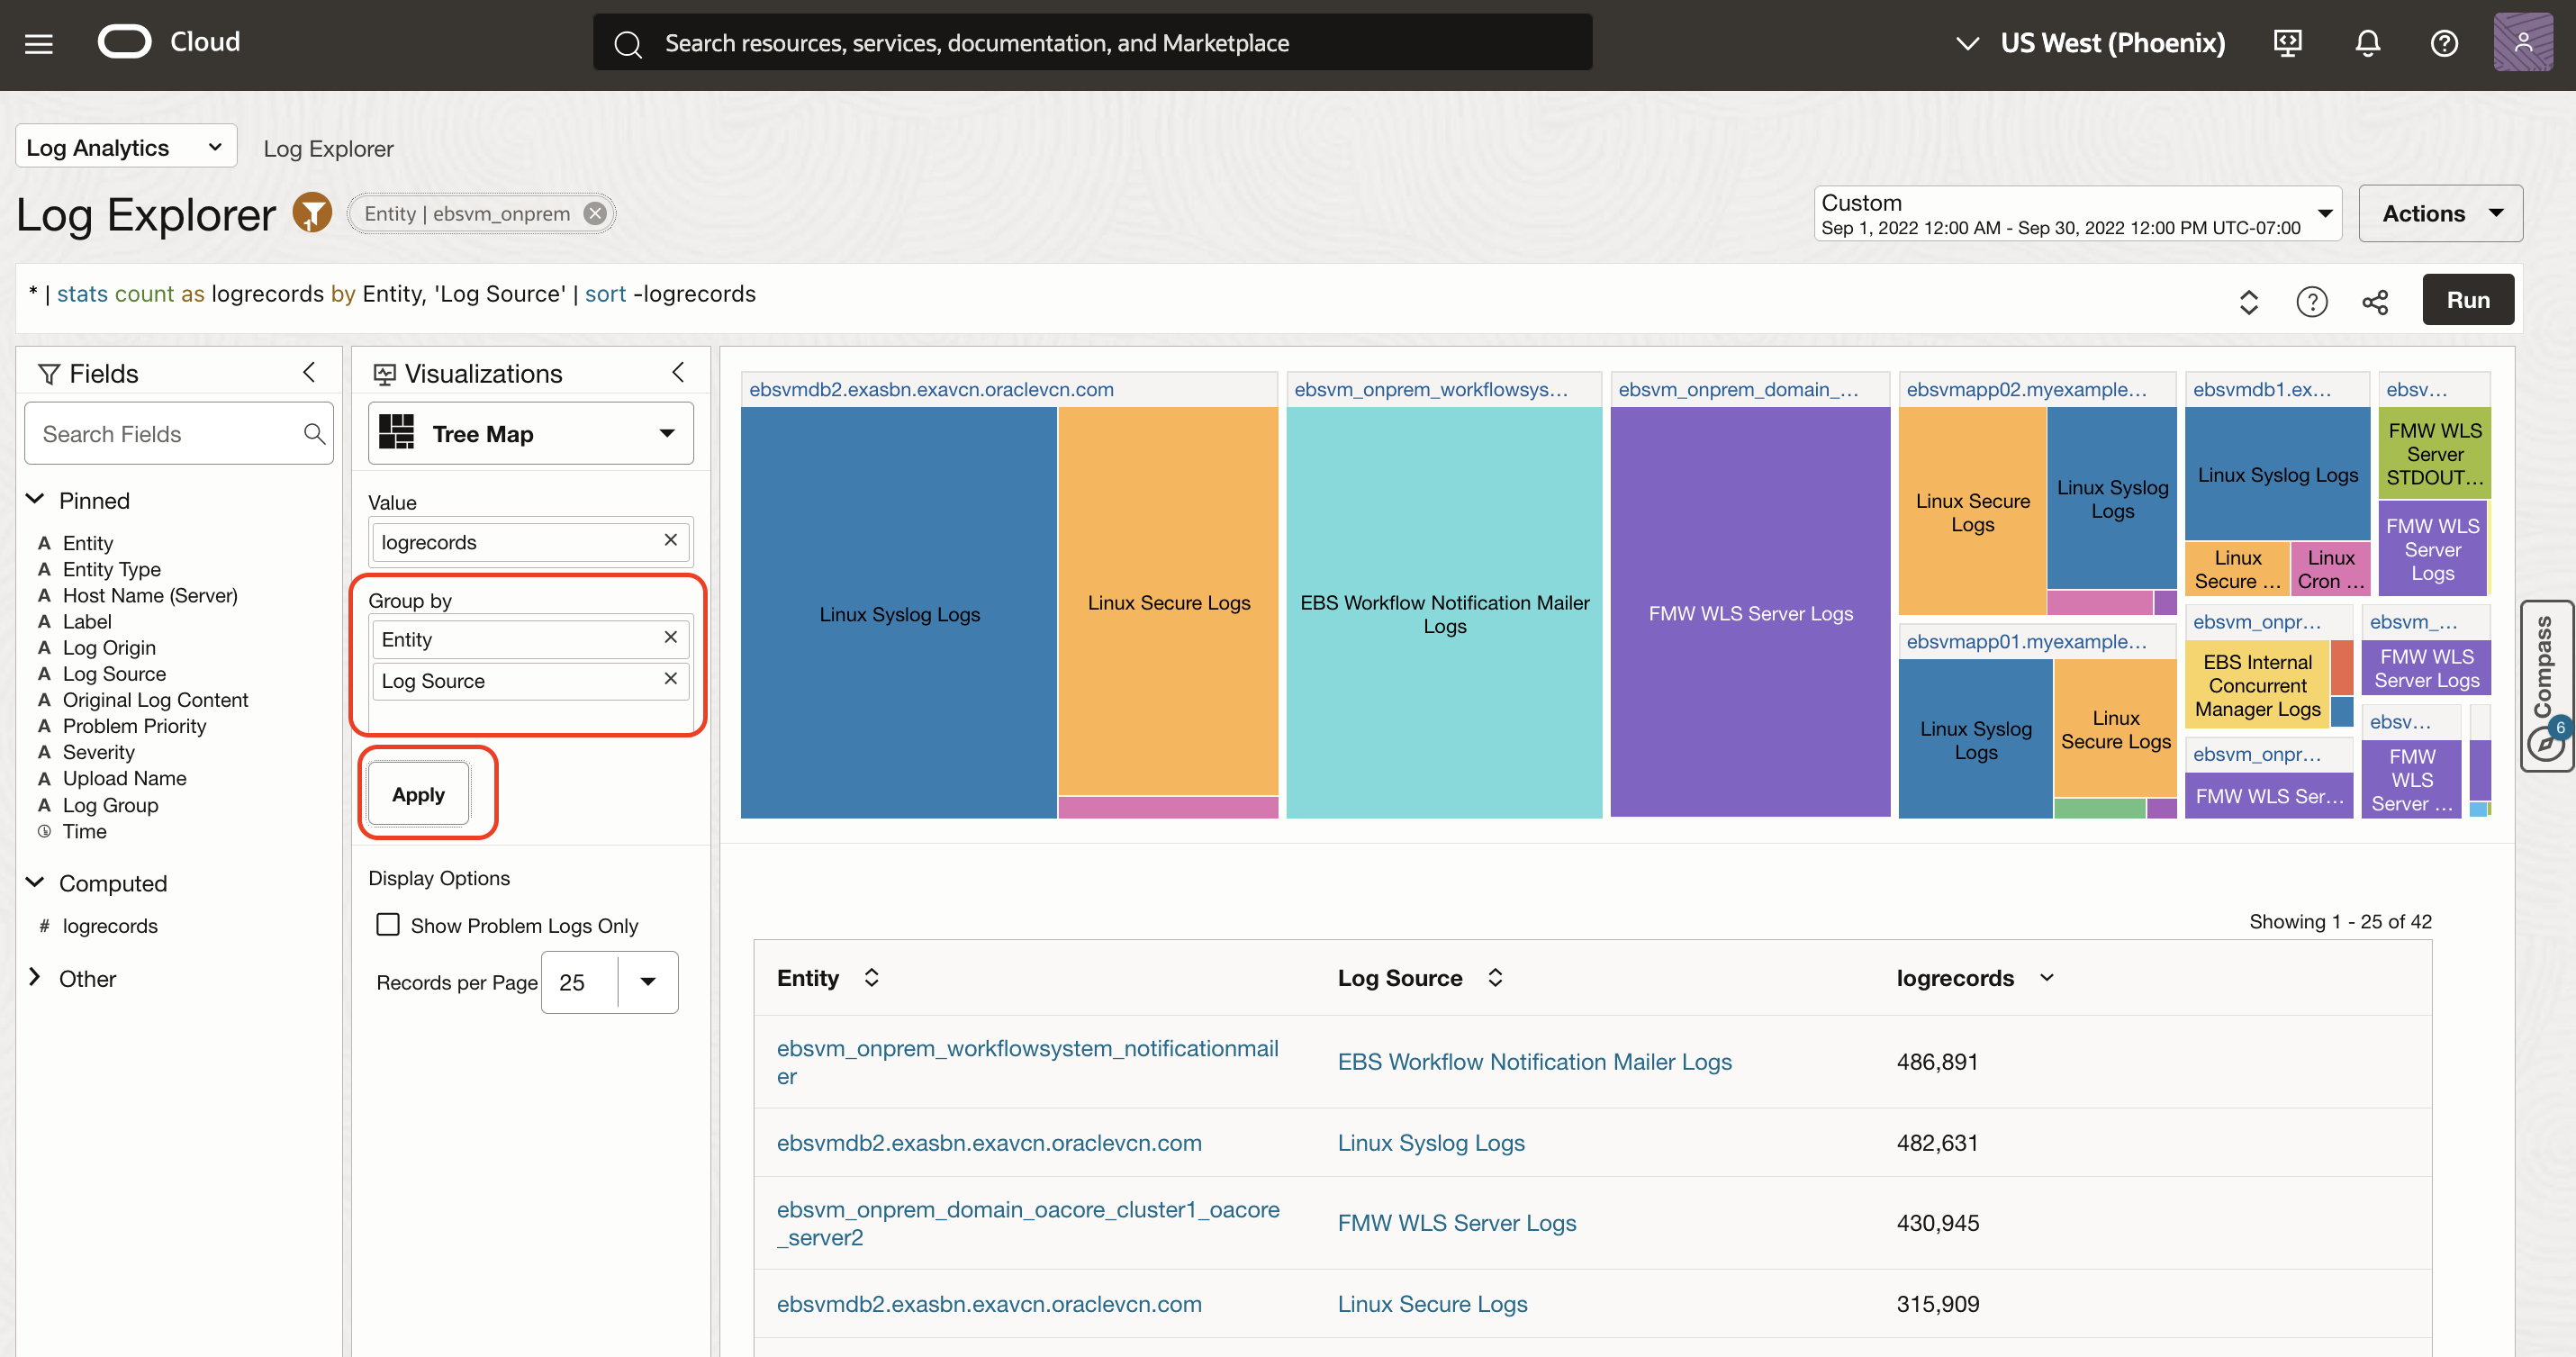 Cloud
Search resources, services, documentation, and Marketplace
US West (Phoenix)
Log Analytics
Log Explorer
Log Explorer
1
Entity | ebsvm_onprem
Custom
Sep 1, 2022 12:00 AM - Sep 30, 2022 12:00 PM UTC-07:00
Actions
* | stats count as logrecords by Entity, 'Log Source' | sort -logrecords
Run
Fields
Search Fields
Pinned
A Entity
A Entity Type
A Host Name (Server)
A Label
A Log Origin
A Log Source
A Original Log Content
A Problem Priority
A Severity
A Upload Name
A Log Group
Time
Computed
# logrecords
Other
Visualizations
Tree Map
Value
logrecords
Group by
Entity
Log Source
Apply
Display Options
Show Problem Logs Only
Records per Page 25
ebsvmdb2.exasbn.exavcn.oraclevcn.com
Linux Syslog Logs
Linux Secure Logs
ebsvm_onprem_workflowsys...
EBS Workflow Notification Mailer
Logs
ebsvm_onprem_domain_...
FMW WLS Server Logs
ebsvmapp02.myexample...
Linux Secure
Logs
Linux Syslog
Logs
ebsvmapp01.myexample...
Linux Syslog
Logs
Linux
Secure Logs
ebsvmdb1.ex...
Linux Syslog Logs
Linux
Secure ...
Linux
Cron ...
ebsv...
FMW WLS
Server
STDOUT...
FMW WLS
Server
Logs
ebsvm_onpr...
EBS Internal
Concurrent
Manager Logs
ebsvm_...
FMW WLS
Server Logs
ebsvm_onpr...
FMW WLS Ser...
ebsv...
FMW
WLS
Server ...
Compass
6
Showing 1 - 25 of 42
Entity
Log Source
logrecords
ebsvm_onprem_workflowsystem_notificationmail
er
EBS Workflow Notification Mailer Logs
486,891
ebsvmdb2.exasbn.exavcn.oraclevcn.com
Linux Syslog Logs
482,631
ebsvm_onprem_domain_oacore_cluster1_oacore
_server2
FMW WLS Server Logs
430,945
ebsvmdb2.exasbn.exavcn.oraclevcn.com
Linux Secure Logs
315,909